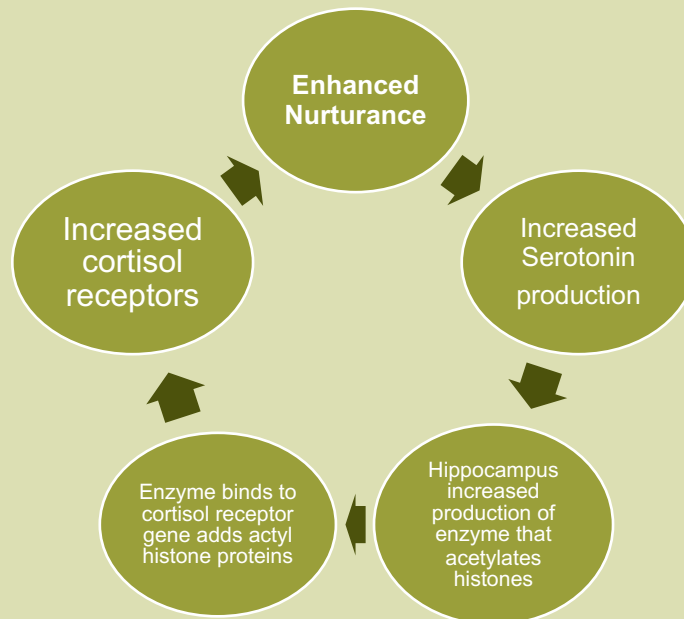 Enhanced
Nurturance
Increased
Serotonin
production
Hippocampus
increased
production of
enzyme that
acetylates
histones
Enzyme binds to
cortisol receptor
gene adds actyl
histone proteins
Increased
cortisol
receptors